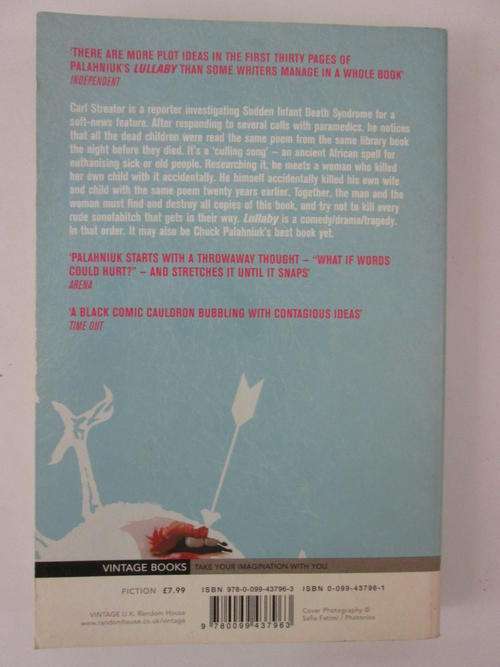 'THERE ARE MORE PLOT IDEAS IN THE FIRST THIRTY PAGES OF
PALAHNIUK'S LULLABY THAN SOME WRITERS MANAGE IN A WHOLE BOOK'
INDEPENDENT
Carl Streator is a reporter investigating Sudden Infant Death Syndrome for a
soft-news feature. After responding to several calls with paramedics, he notices
that all the dead children were read the same poem from the same library book
the night before they died. It's a 'culling song' – an ancient African spell for
euthanising sick or old people. Researching it, he meets a woman who killed
her own child with it accidentally. He himself accidentally killed his own wife
and child with the same poem twenty years earlier. Together, the man and the
woman must find and destroy all copies of this book, and try not to kill every
rude sonofabitch that gets in their way. Lullaby is a comedy/drama/tragedy.
In that order. It may also be Chuck Palahniuk's best book yet.
'PALAHNIUK STARTS WITH A THROWAWAY THOUGHT – "WHAT IF WORDS
COULD HURT?" – AND STRETCHES IT UNTIL IT SNAPS'
ARENA
'A BLACK COMIC CAULDRON BUBBLING WITH CONTAGIOUS IDEAS'
TIME OUT
VINTAGE BOOKS TAKE YOUR IMAGINATION WITH YOU
FICTION £7.99 ISBN 978-0-099-43796-3 ISBN 0-099-43796-1
VINTAGE U.K. Random House
www.randomhouse.co.uk/vintage
Cover Photography ©
/ Photonica
9 780099 437963